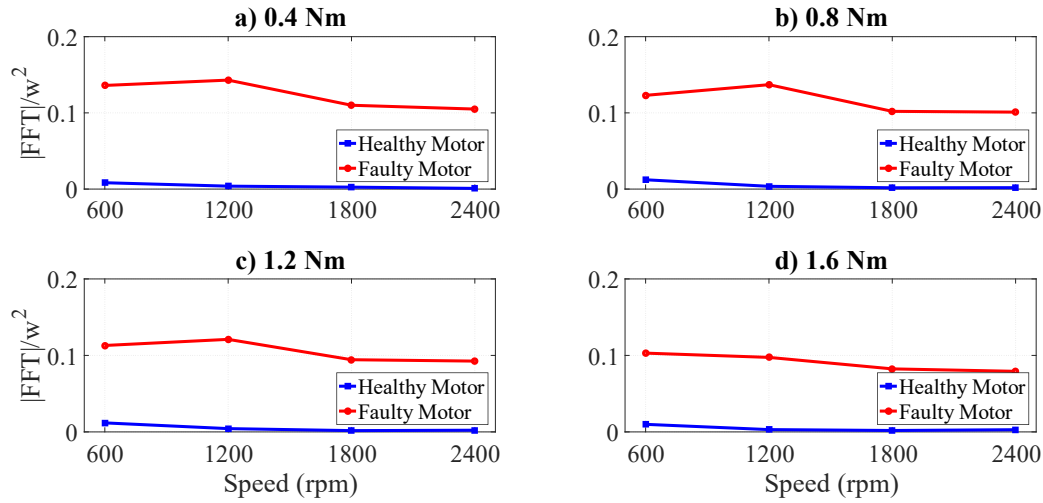 a) 0.4 Nm
|FFT|/w²
0.2
0.1
0
Healthy Motor
Faulty Motor
600 1200 1800 2400
b) 0.8 Nm
0.2
0.1
0
Healthy Motor
Faulty Motor
600 1200 1800 2400
c) 1.2 Nm
|FFT|/w²
0.2
0.1
0
Healthy Motor
Faulty Motor
600 1200 1800 2400
Speed (rpm)
d) 1.6 Nm
0.2
0.1
0
Healthy Motor
Faulty Motor
600 1200 1800 2400
Speed (rpm)